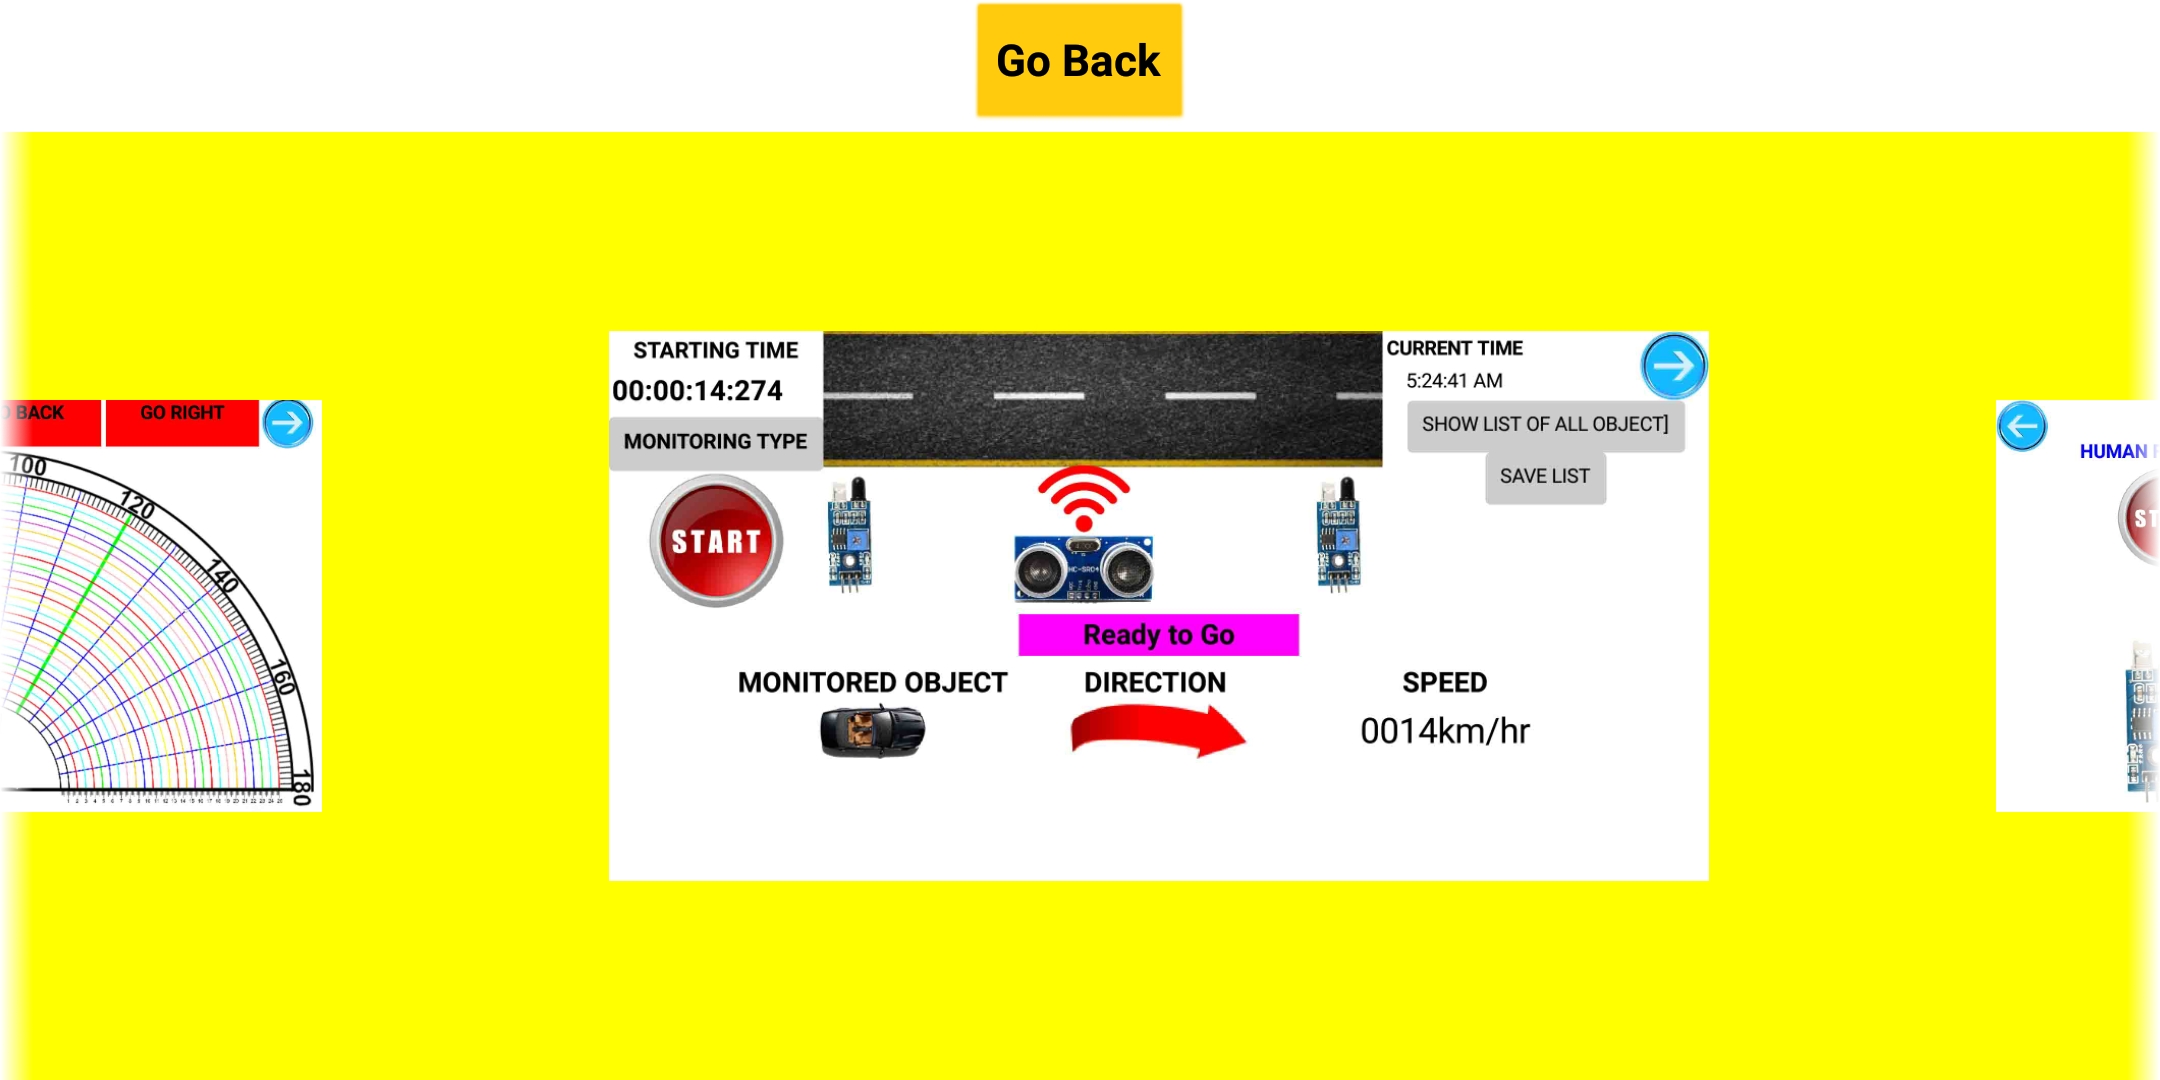 Go Back
BACK
GO RIGHT
100
120
140
160
180
STARTING TIME
00:00:14:274
MONITORING TYPE
START
CURRENT TIME
5:24:41 AM
SHOW LIST OF ALL OBJECT]
SAVE LIST
HC-SR04
Ready to Go
MONITORED OBJECT
DIRECTION
SPEED
0014km/hr
HUMAN
ST